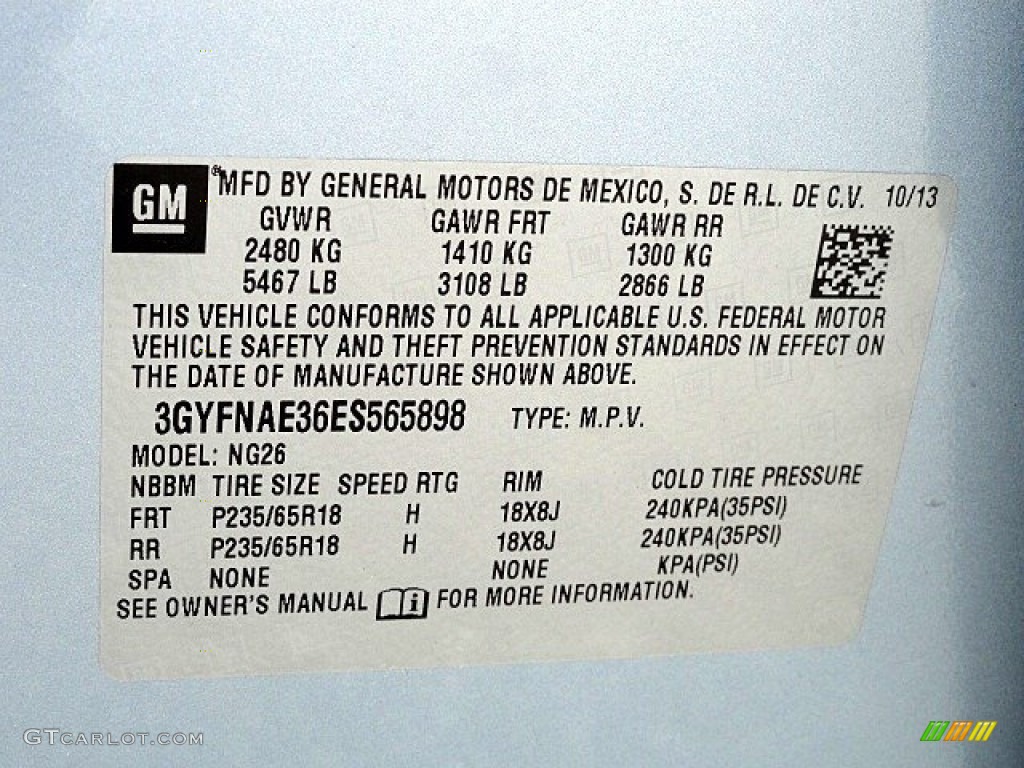 GM ® MFD BY GENERAL MOTORS DE MEXICO, S. DE R.L. DE C.V. 10/13
GVWR GAWR FRT GAWR RR
2480 KG 1410 KG 1300 KG
5467 LB 3108 LB 2866 LB
THIS VEHICLE CONFORMS TO ALL APPLICABLE U.S. FEDERAL MOTOR
VEHICLE SAFETY AND THEFT PREVENTION STANDARDS IN EFFECT ON
THE DATE OF MANUFACTURE SHOWN ABOVE.
3GYFNAE36ES565898 TYPE: M.P.V.
MODEL: NG26
NBBM TIRE SIZE SPEED RTG RIM COLD TIRE PRESSURE
FRT P235/65R18 H 18X8J 240KPA(35PSI)
RR P235/65R18 H 18X8J 240KPA(35PSI)
SPA NONE NONE KPA(PSI)
SEE OWNER'S MANUAL i FOR MORE INFORMATION.
GTCARLOT.COM